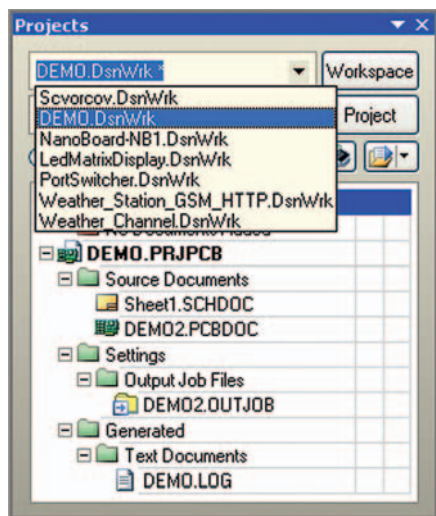 Projects
DEMO.DsnWrk *
Workspace
Scvorcov.DsnWrk
DEMO.DsnWrk
Project
NanoBoard-NB1.DsnWrk
LedMatrixDisplay.DsnWrk
PortSwitcher.DsnWrk
Weather_Station_GSM_HTTP.DsnWrk
Weather_Channel.DsnWrk
DEMO.PRJPCB
Source Documents
Sheet1.SCHDOC
DEMO2.PCBDOC
Settings
Output Job Files
DEMO2.OUTJOB
Generated
Text Documents
DEMO.LOG